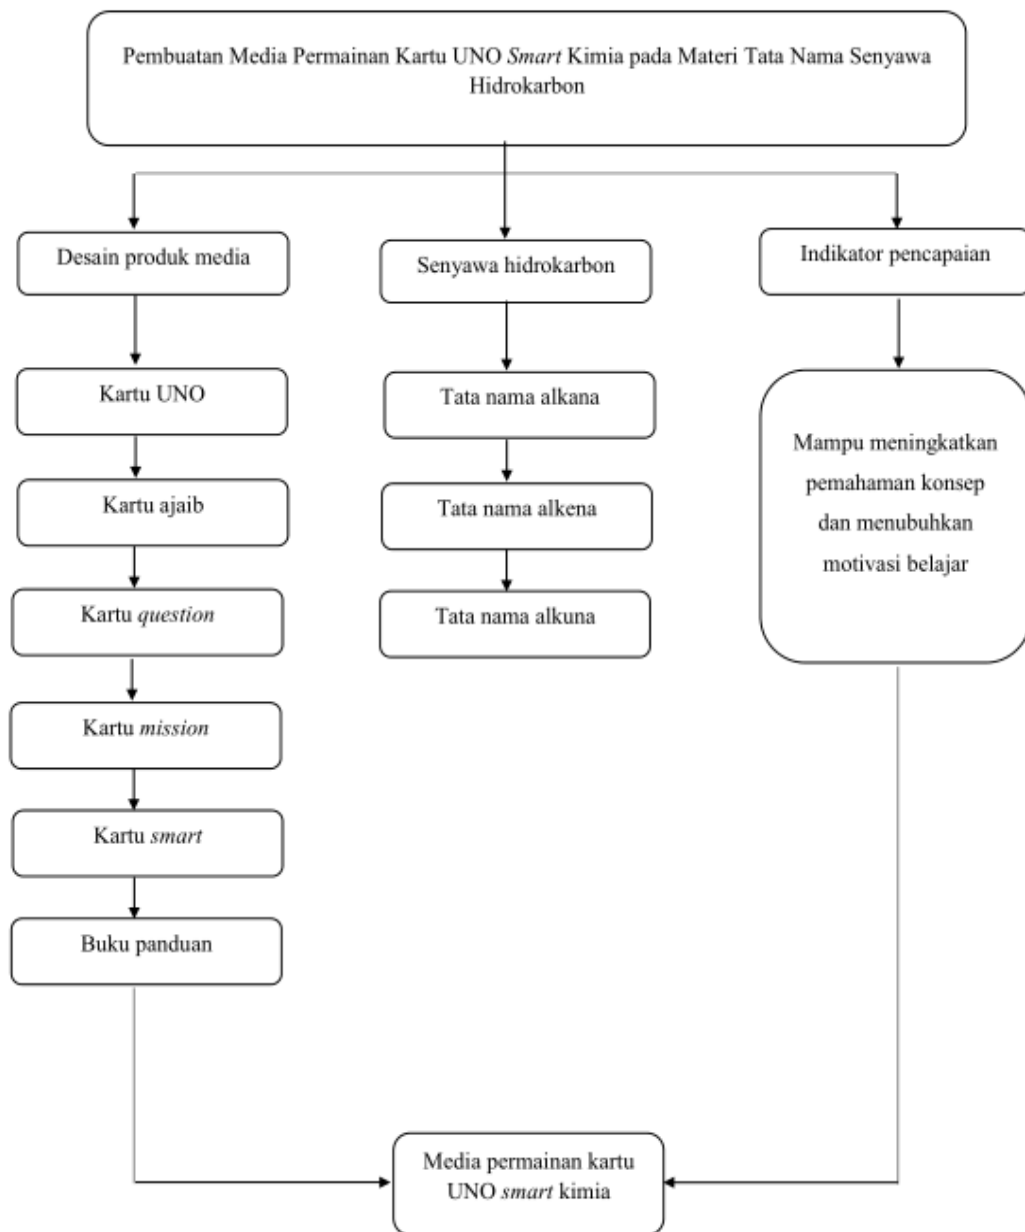 Pembuatan Media Permainan Kartu UNO Smart Kimia pada Materi Tata Nama Senyawa
Hidrokarbon
Desain produk media
Kartu UNO
Kartu ajaib
Kartu question
Kartu mission
Kartu smart
Buku panduan
Senyawa hidrokarbon
Tata nama alkana
Tata nama alkena
Tata nama alkuna
Indikator pencapaian
Mampu meningkatkan
pemahaman konsep
dan menubuhkan
motivasi belajar
Media permainan kartu
UNO smart kimia